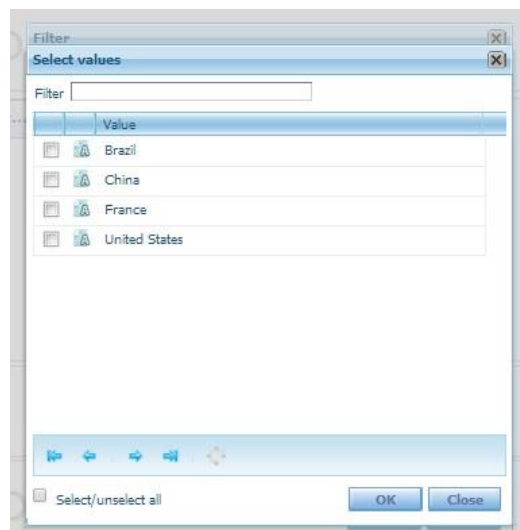 Filter
Select values
Filter
Value
Brazil
China
France
United States
Select/unselect all
OK Close